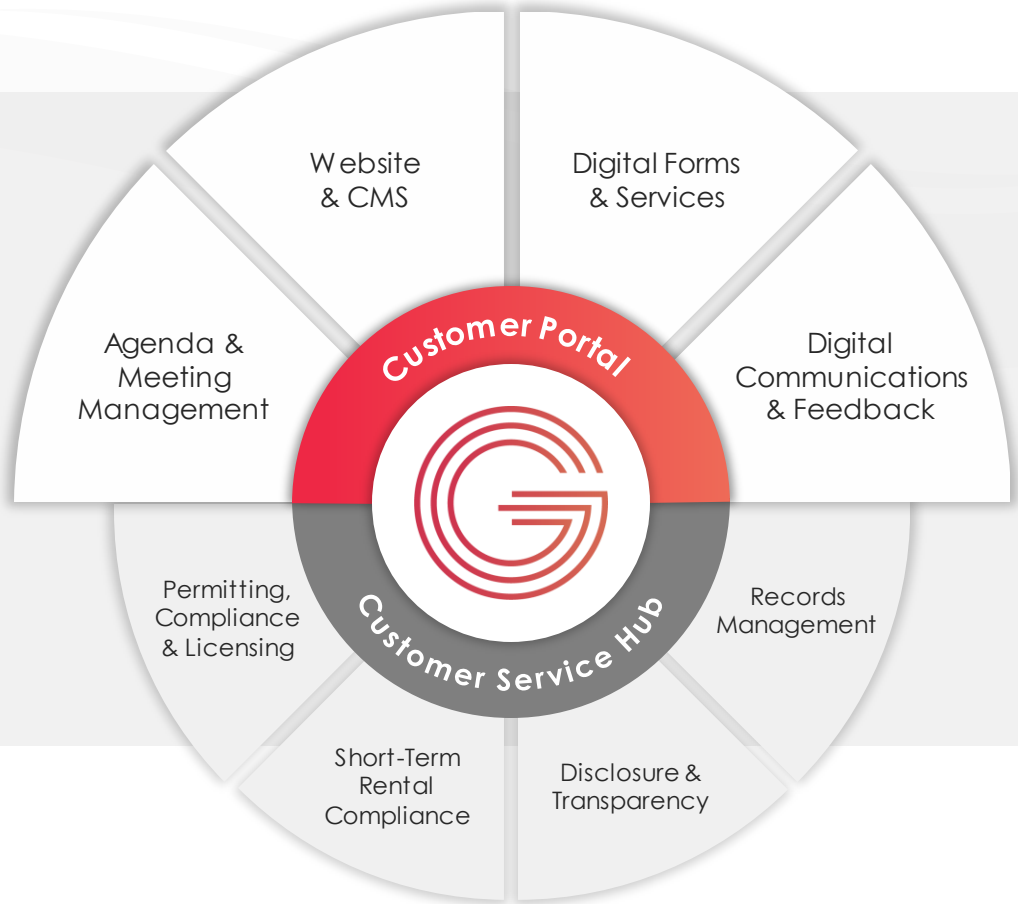 Website
& CMS
Digital Forms
& Services
Agenda &
Meeting
Management
Digital
Communications
& Feedback
Customer Portal
Customer Service Hub
Permitting,
Compliance
& Licensing
Records
Management
Short-Term
Rental
Compliance
Disclosure &
Transparency